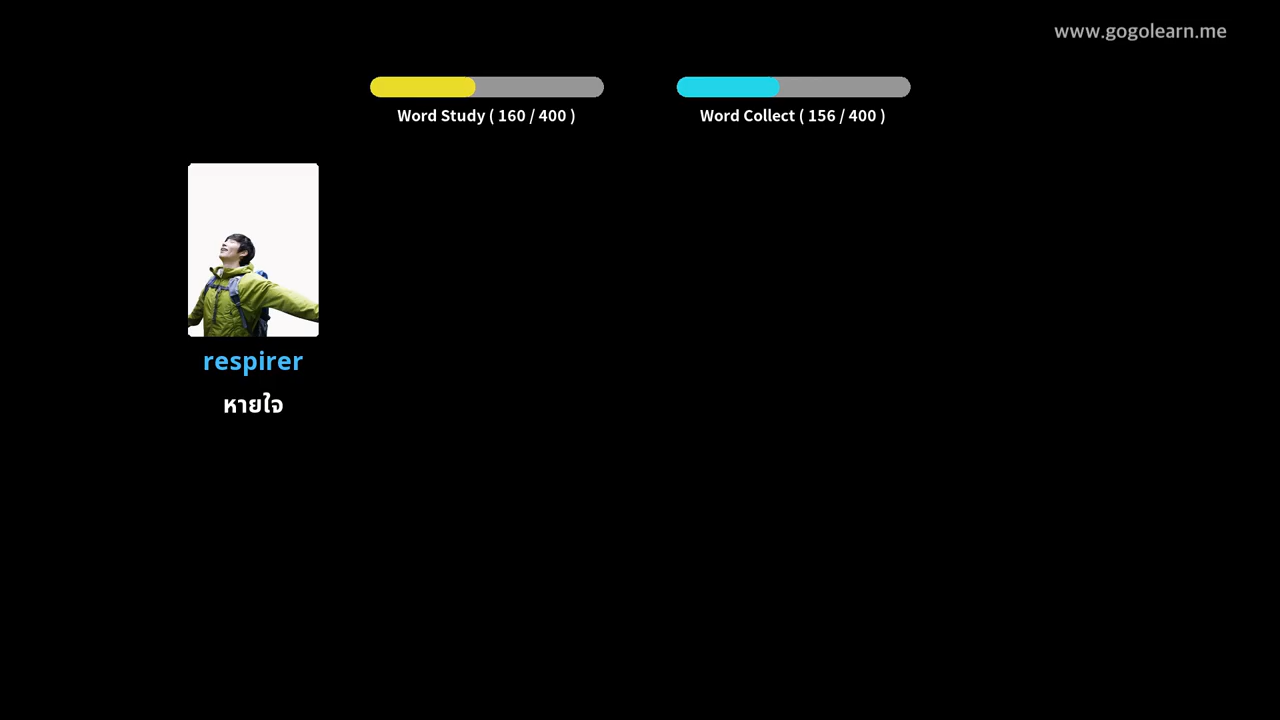 www.gogolearn.me
Word Study ( 160 / 400 )
Word Collect ( 156 / 400 )
respirer
หายใจ